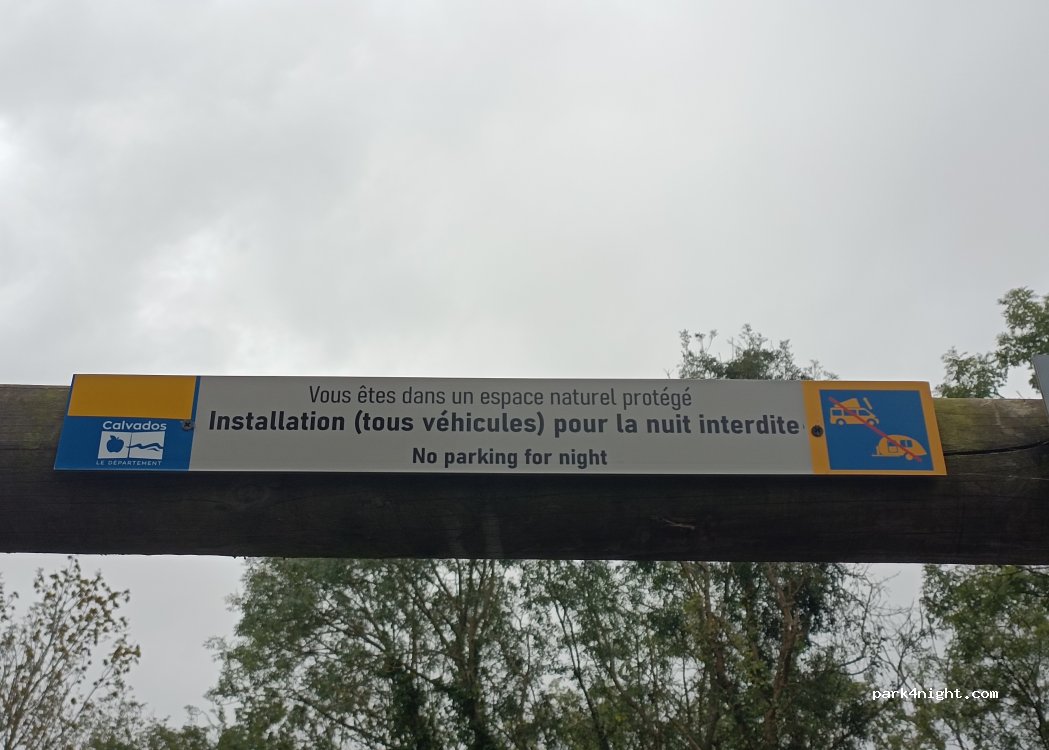 Vous êtes dans un espace naturel protégé
Installation (tous véhicules) pour la nuit interdite
No parking for night
Calvados
LE DÉPARTEMENT
park4night.com